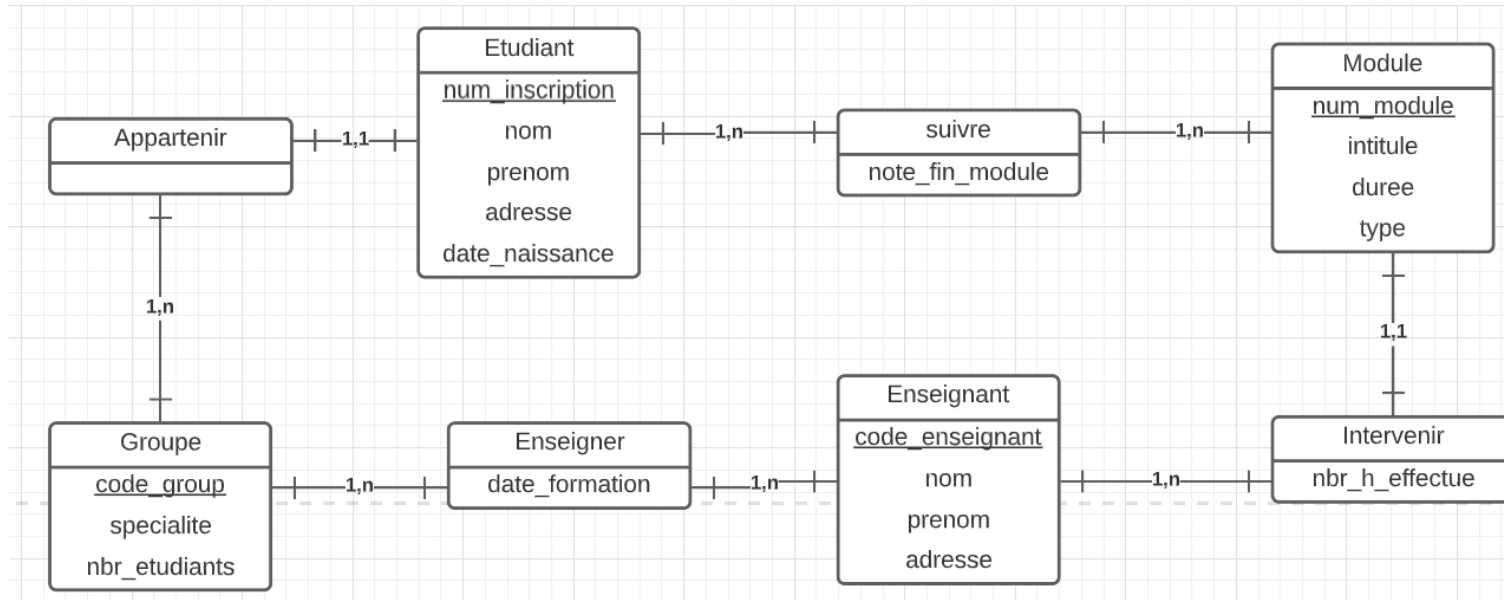 Etudiant
num_inscription
nom
prenom
adresse
date_naissance
Appartenir
1,1
1,n
suivre
note_fin_module
1,n
Module
num_module
intitule
duree
type
1,n
1,1
Groupe
code_group
specialite
nbr_etudiants
1,n
Enseigner
date_formation
1,n
Enseignant
code_enseignant
nom
prenom
adresse
1,n
Intervenir
nbr_h_effectue